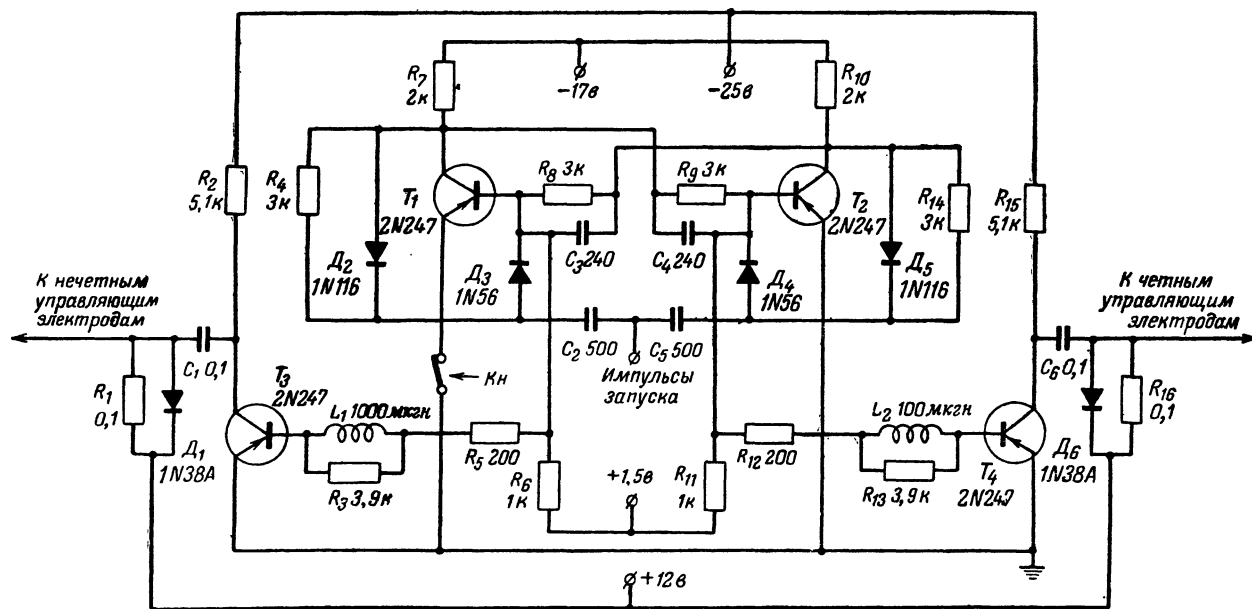 R7
2к
–17в
–25в
R10
2к
R2
5,1к
R4
3к
T1
2N247
R8 3к
R9 3к
T2
2N247
R14
3к
R15
5,1к
C3 240
C4 240
Д2
1N116
Д3
1N56
Д4
1N56
Д5
1N116
К нечетным
управляющим
электродам
К четным
управляющим
электродам
C1 0,1
C2 500
C5 500
Импульсы
запуска
Кн
C6 0,1
R1
0,1
T3
2N247
L1 1000 мкгн
L2 100 мкгн
R16
0,1
Д1
1N38A
R3 3,9к
R5 200
R6
1к
+1,5в
R11
1к
R12 200
R13 3,9к
T4
2N247
Д6
1N38A
+12в